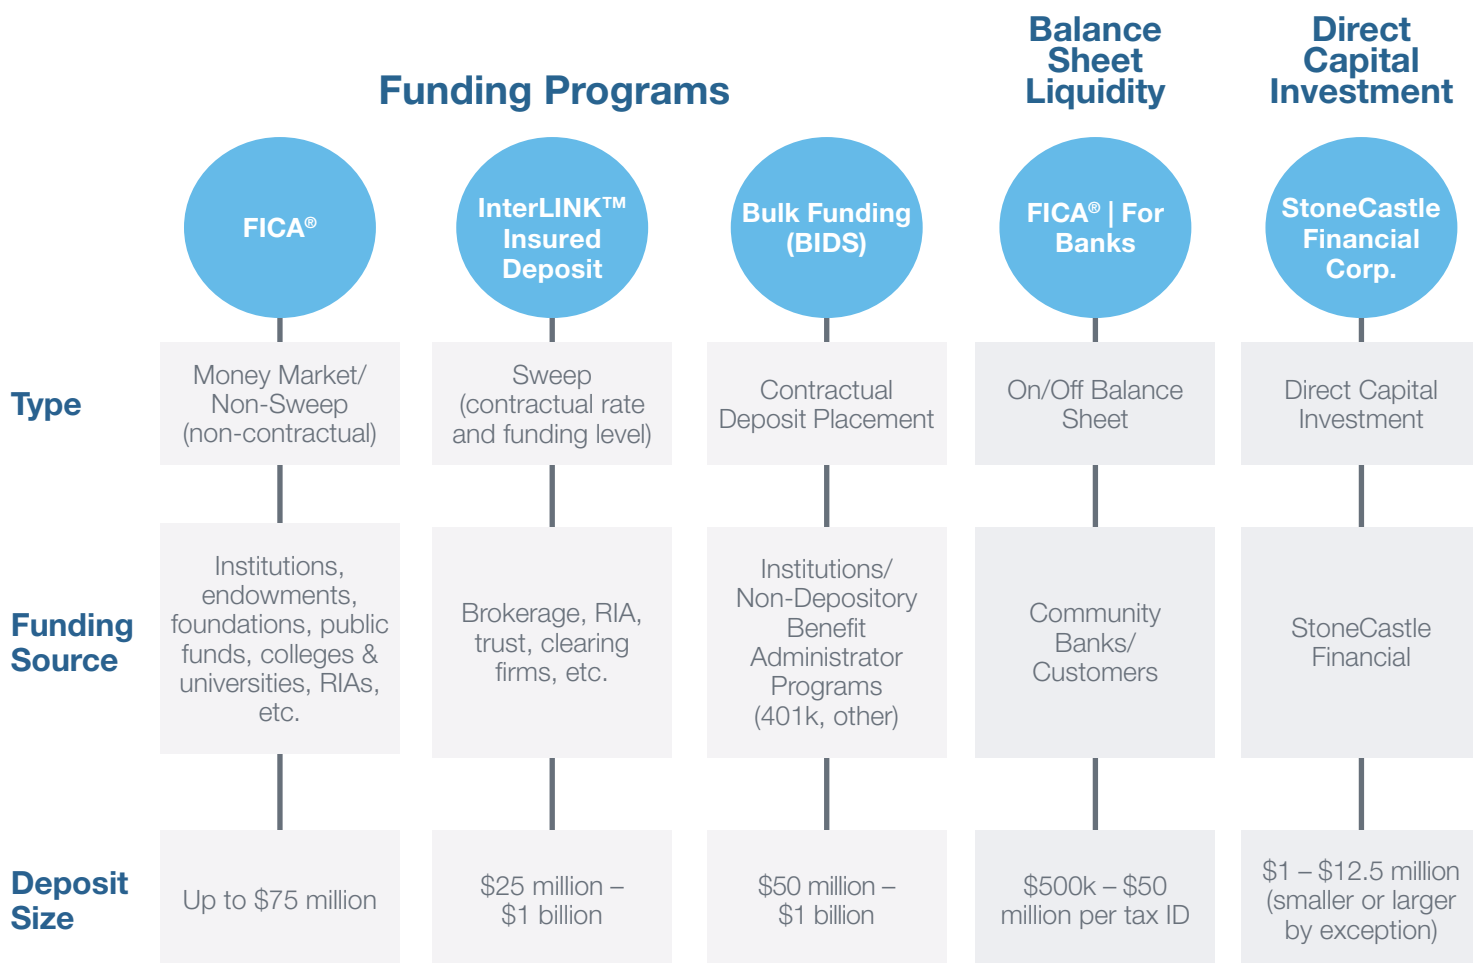 Funding Programs
Balance
Sheet
Liquidity
Direct
Capital
Investment
FICA®
InterLINK™
Insured
Deposit
Bulk Funding
(BIDS)
FICA® | For
Banks
StoneCastle
Financial
Corp.
Type
Money Market/
Non-Sweep
(non-contractual)
Sweep
(contractual rate
and funding level)
Contractual
Deposit Placement
On/Off Balance
Sheet
Direct Capital
Investment
Funding
Source
Institutions,
endowments,
foundations, public
funds, colleges &
universities, RIAs,
etc.
Brokerage, RIA,
trust, clearing
firms, etc.
Institutions/
Non-Depository
Benefit
Administrator
Programs
(401k, other)
Community
Banks/
Customers
StoneCastle
Financial
Deposit
Size
Up to $75 million
$25 million –
$1 billion
$50 million –
$1 billion
$500k – $50
million per tax ID
$1 – $12.5 million
(smaller or larger
by exception)